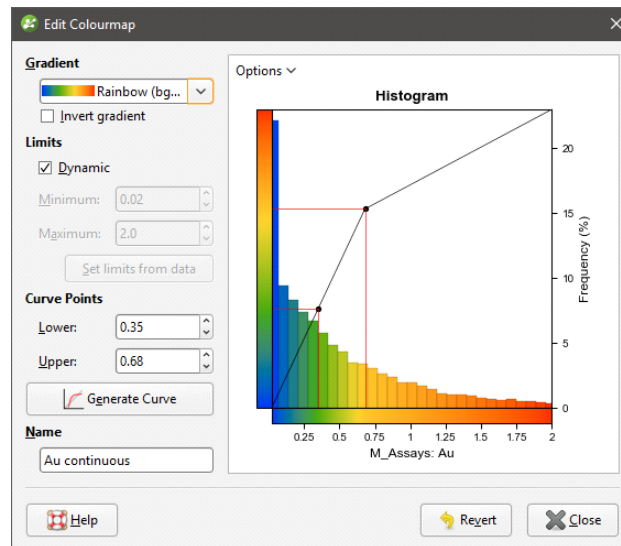 Edit Colourmap
Gradient
Rainbow (bg...
Invert gradient
Limits
Dynamic
Minimum: 0.02
Maximum: 2.0
Set limits from data
Curve Points
Lower: 0.35
Upper: 0.68
Generate Curve
Name
Au continuous
Options
Histogram
20
15
10
5
0
Frequency (%)
0.25 0.5 0.75 1 1.25 1.5 1.75 2
M_Assays: Au
Help
Revert
Close